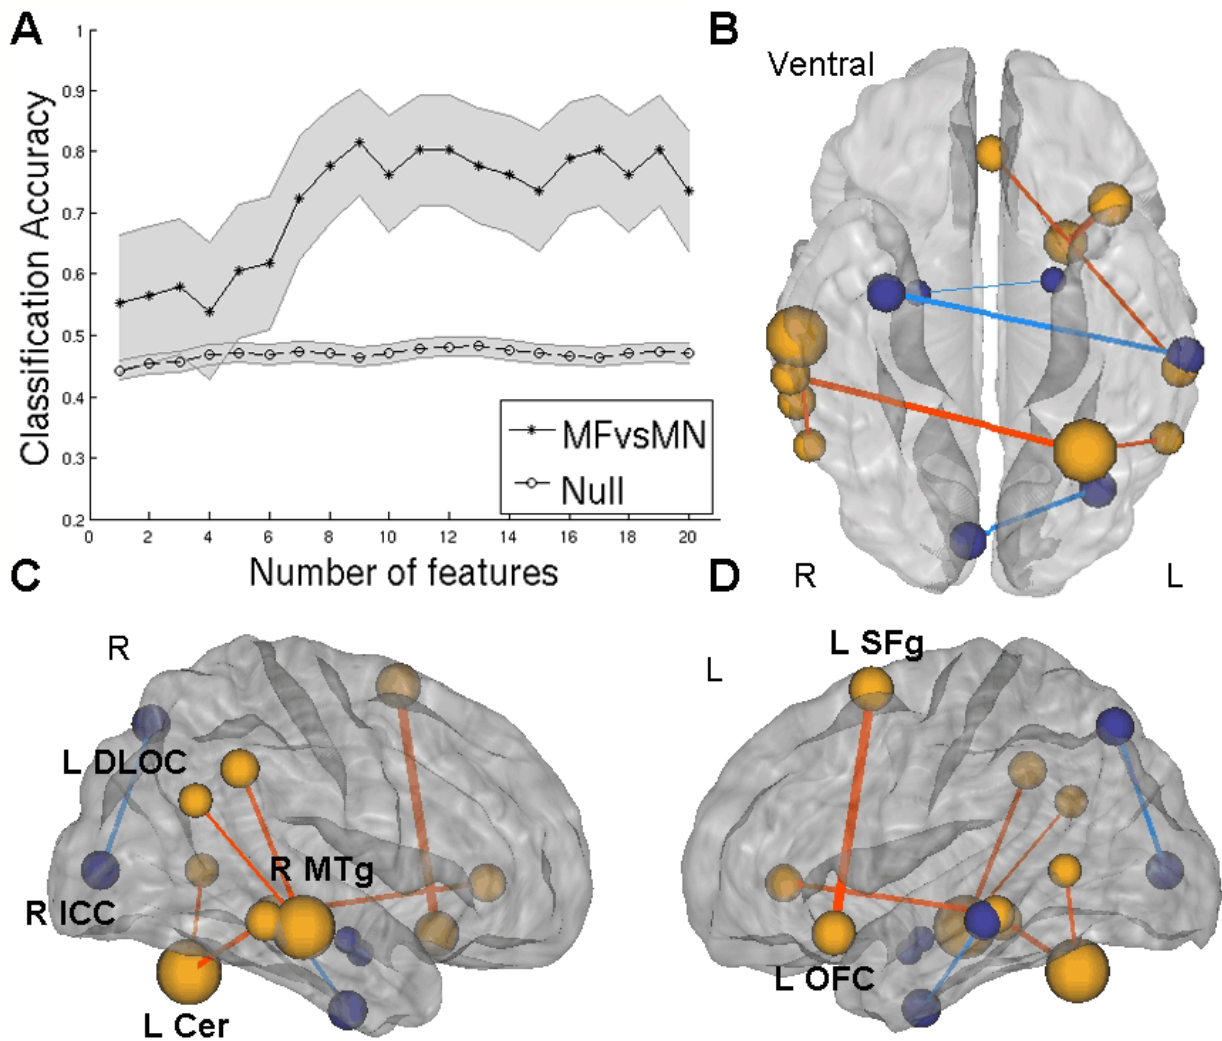 A
1
0.9
0.8
0.7
0.6
0.5
0.4
0.3
0.2
Classification Accuracy
MFvsMN
Null
0 2 4 6 8 10 12 14 16 18 20
Number of features
B
Ventral
R L
C
R
L DLOC
R MTg
R ICC
L Cer
D
L
L SFg
L OFC